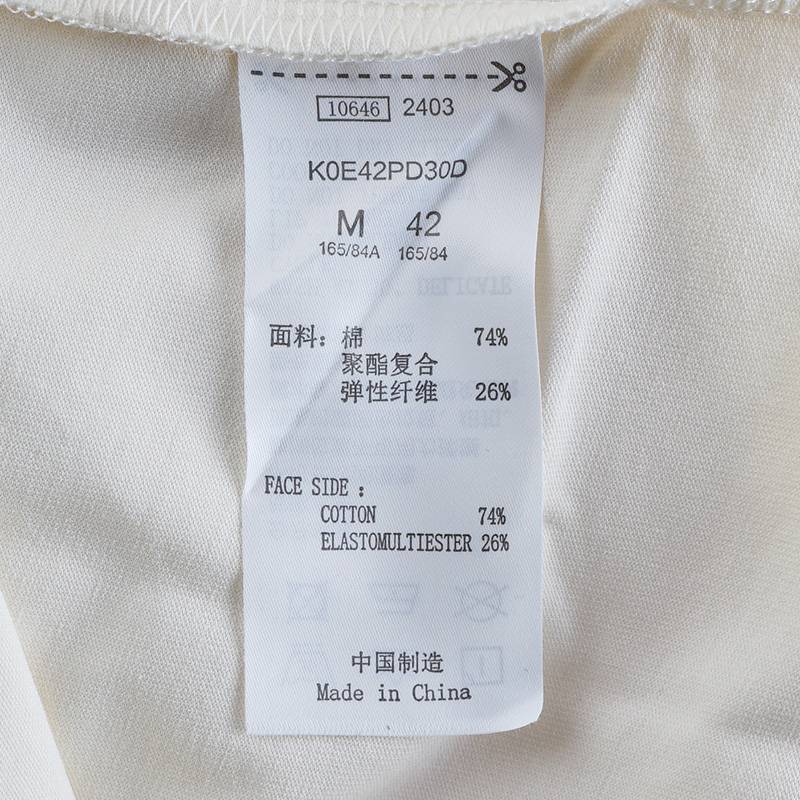 10646 2403
K0E42PD30D
M 42
165/84A 165/84
面料：棉 74%
聚酯复合
弹性纤维 26%
FACE SIDE :
COTTON 74%
ELASTOMULTIESTER 26%
中国制造
Made in China